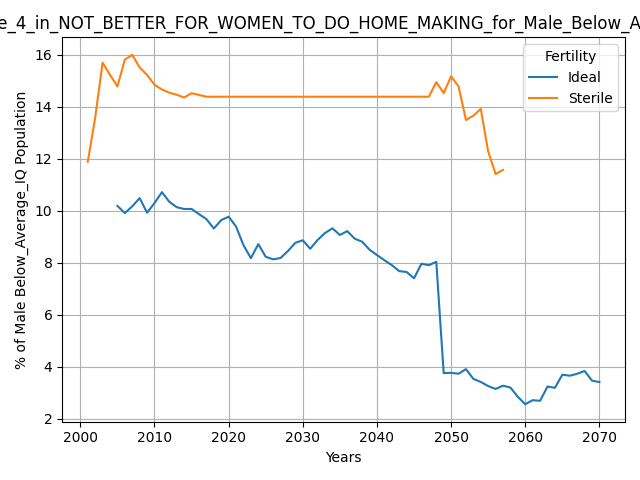 e_4_in_NOT_BETTER_FOR_WOMEN_TO_DO_HOME_MAKING_for_Male_Below_A
Fertility
Ideal
Sterile
% of Male Below_Average_IQ Population
16
14
12
10
8
6
4
2
2000 2010 2020 2030 2040 2050 2060 2070
Years